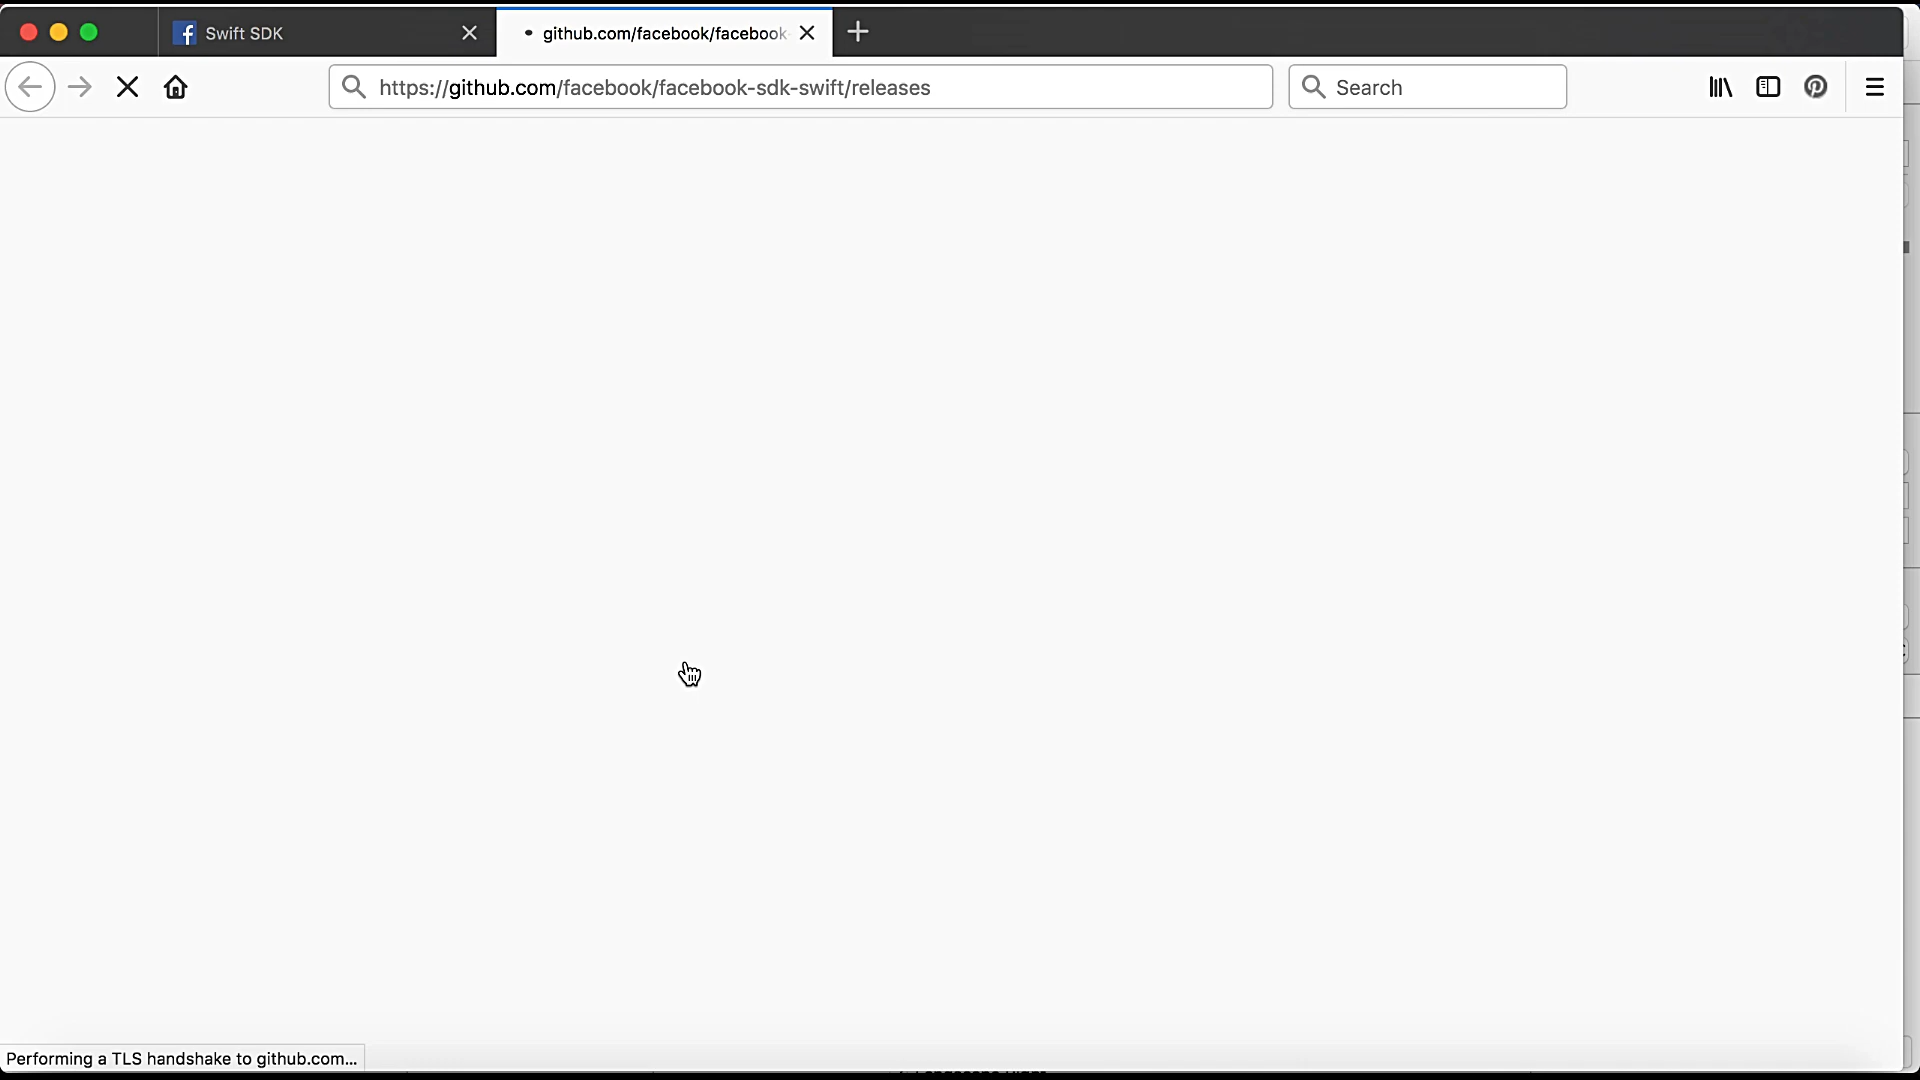 Swift SDK
github.com/facebook/facebook-
https://github.com/facebook/facebook-sdk-swift/releases
Search
Performing a TLS handshake to github.com...